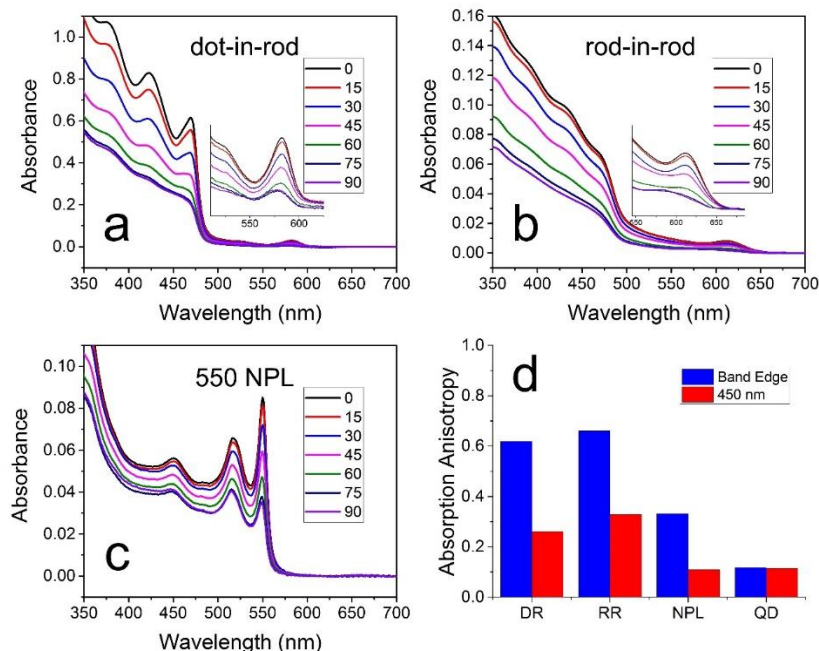 dot-in-rod
Absorbance
1.0
0.8
0.6
0.4
0.2
0.0
0
15
30
45
60
75
90
550
600
a
350 400 450 500 550 600 650 700
Wavelength (nm)
rod-in-rod
Absorbance
0.16
0.14
0.12
0.10
0.08
0.06
0.04
0.02
0.00
0
15
30
45
60
75
90
600
650
b
350 400 450 500 550 600 650 700
Wavelength (nm)
550 NPL
Absorbance
0.10
0.08
0.06
0.04
0.02
0.00
0
15
30
45
60
75
90
c
350 400 450 500 550 600 650 700
Wavelength (nm)
d
Absorption Anisotropy
1.0
0.8
0.6
0.4
0.2
0.0
Band Edge
450 nm
DR RR NPL QD